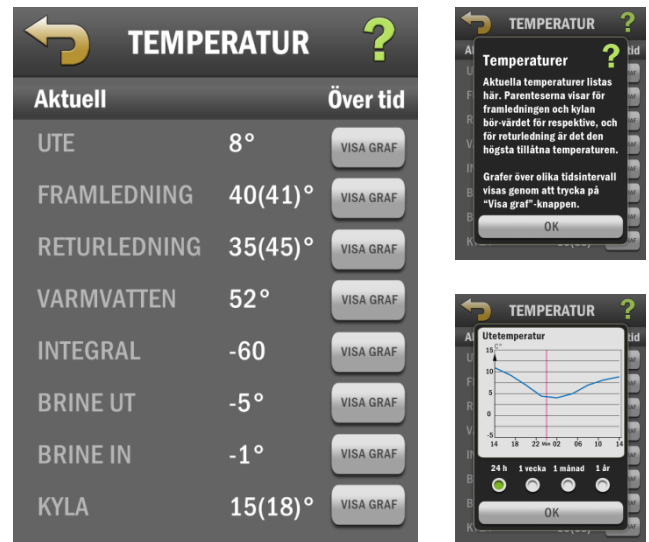 TEMPERATUR ?
Aktuell Över tid
UTE 8° VISA GRAF
FRAMLEDNING 40(41)° VISA GRAF
RETURLEDNING 35(45)° VISA GRAF
VARMVATTEN 52° VISA GRAF
INTEGRAL -60 VISA GRAF
BRINE UT -5° VISA GRAF
BRINE IN -1° VISA GRAF
KYLA 15(18)° VISA GRAF
TEMPERATUR ?
Temperaturer ?
Aktuella temperaturer listas
här. Parenteserna visar för
framledningen och kylan
bör-värdet för respektive, och
för returledning är det den
högsta tillåtna temperaturen.
Grafer över olika tidsintervall
visas genom att trycka på
"Visa graf"-knappen.
OK
TEMPERATUR ?
Utetemperatur
C°
15
10
5
0
-5
14 18 22 02 06 10 14
24 h 1 vecka 1 månad 1 år
OK